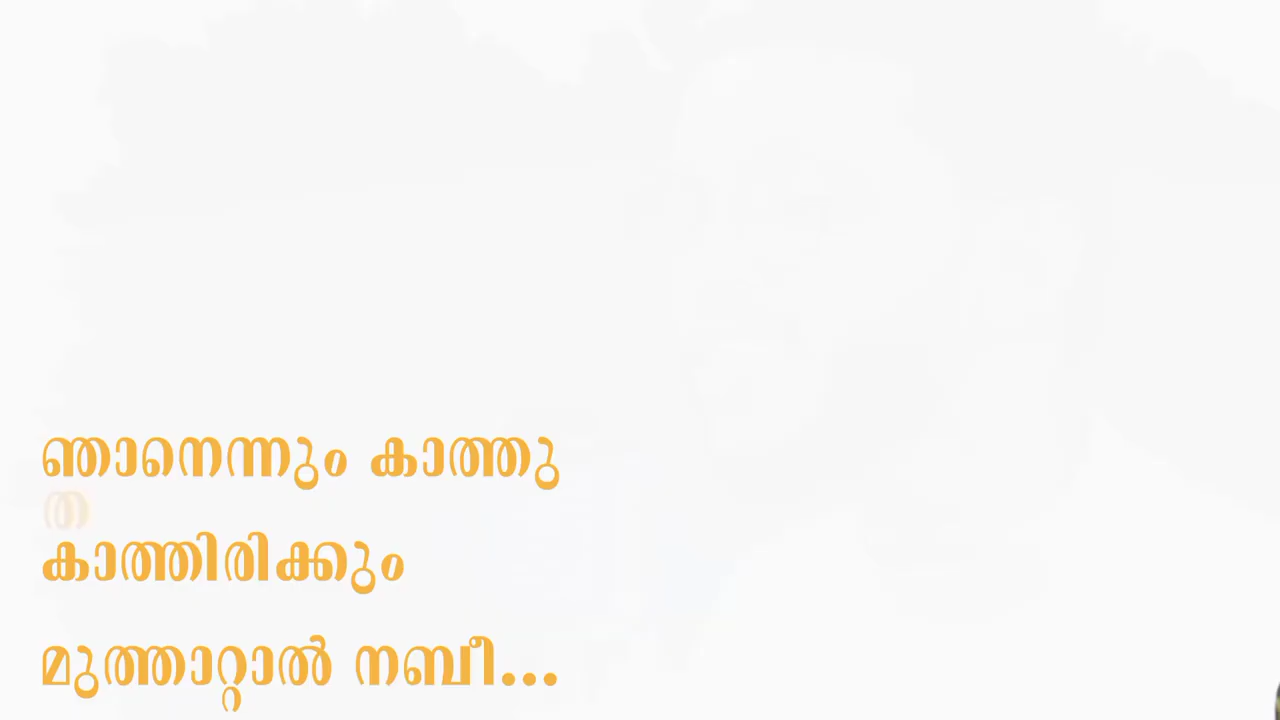 ഞാനെന്നും കാത്തു
ത
കാത്തിരിക്കും
മുത്താറ്റാൽ നബീ...